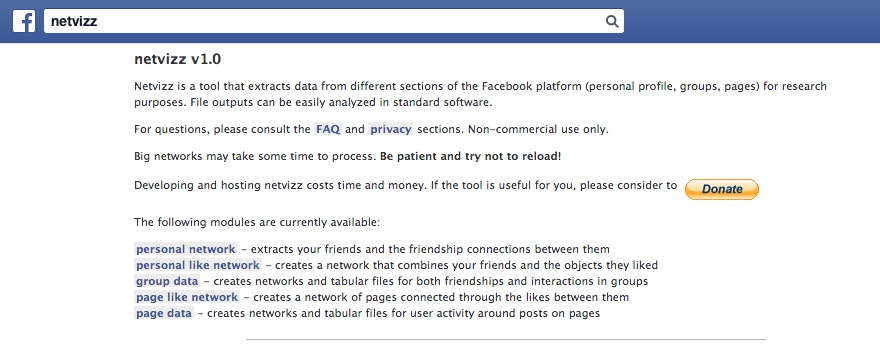 netvizz
netvizz v1.0
Netvizz is a tool that extracts data from different sections of the Facebook platform (personal profile, groups, pages) for research
purposes. File outputs can be easily analyzed in standard software.
For questions, please consult the FAQ and privacy sections. Non-commercial use only.
Big networks may take some time to process. Be patient and try not to reload!
Developing and hosting netvizz costs time and money. If the tool is useful for you, please consider to Donate
The following modules are currently available:
personal network – extracts your friends and the friendship connections between them
personal like network – creates a network that combines your friends and the objects they liked
group data – creates networks and tabular files for both friendships and interactions in groups
page like network – creates a network of pages connected through the likes between them
page data – creates networks and tabular files for user activity around posts on pages